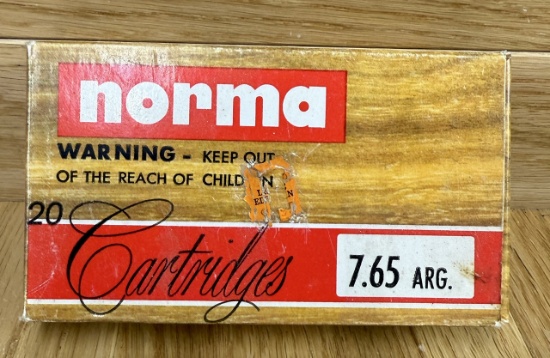 norma
WARNING - KEEP OUT
OF THE REACH OF CHILDREN
20 Cartridges
7.65 ARG.